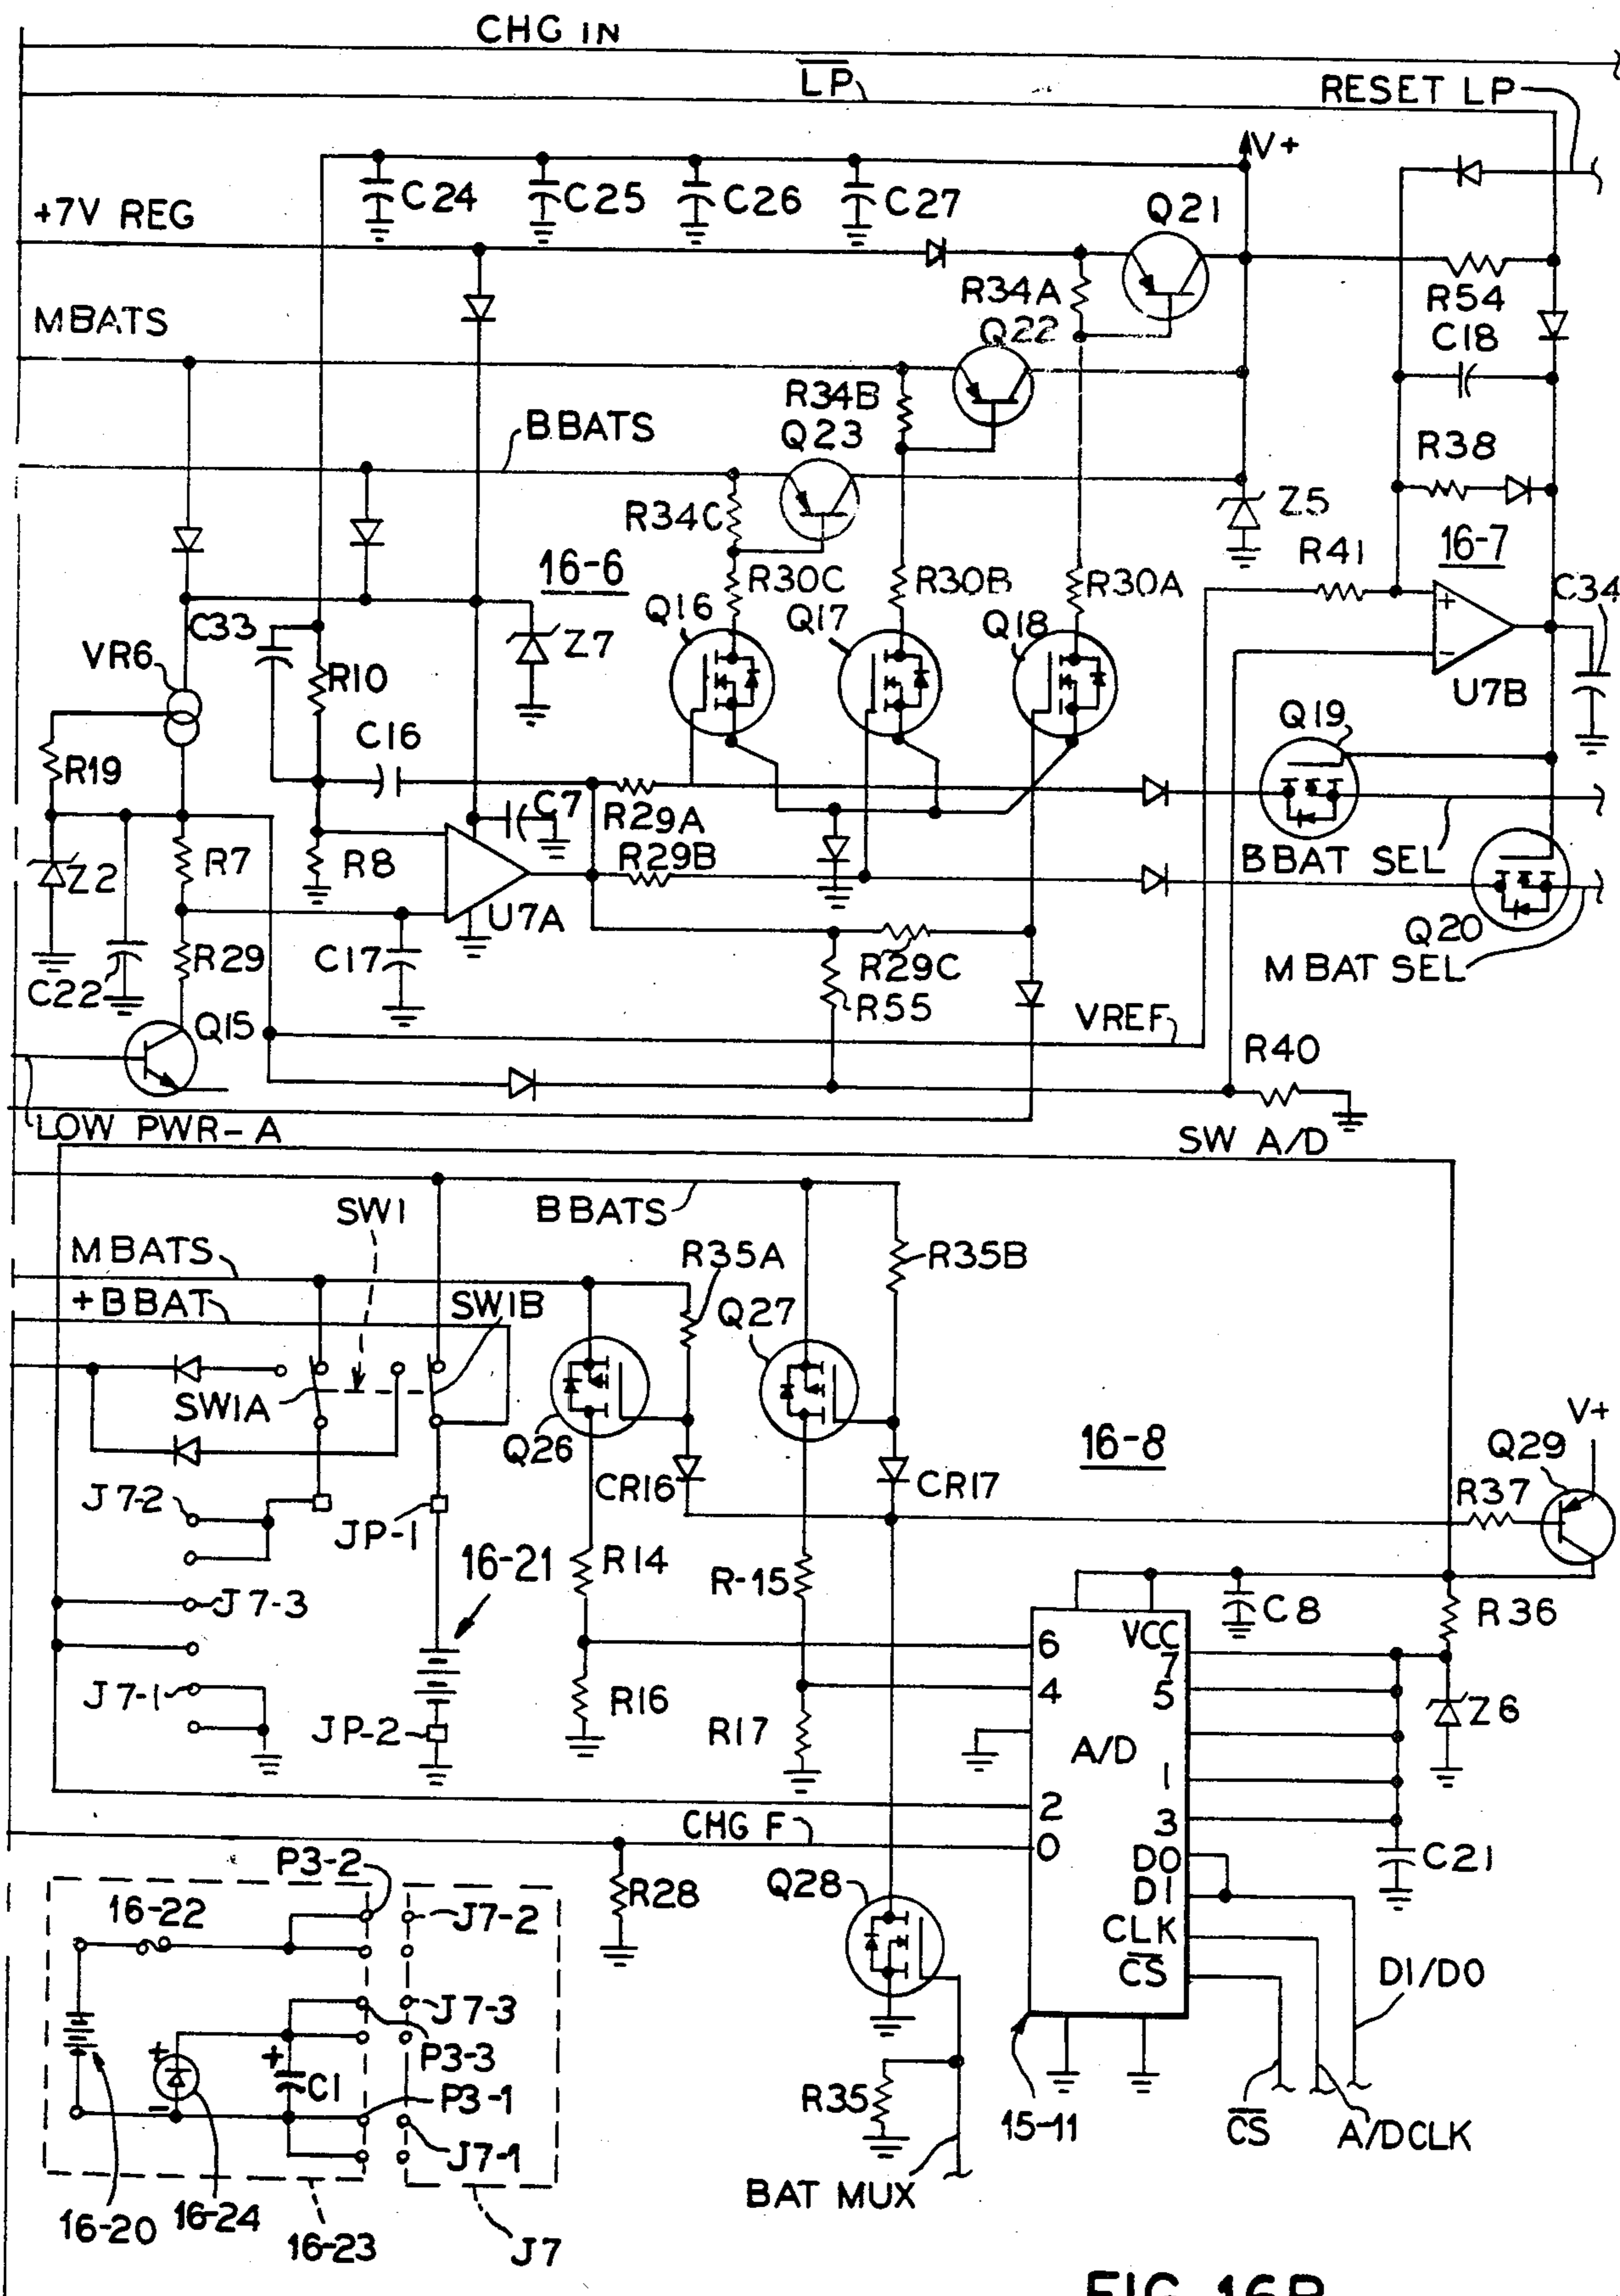 CHG IN
LP
RESET LP
V+
C24
C25
C26
C27
Q21
+7V REG
R34A
R54
MBATS
Q22
C18
R34B
BBATS
Q23
R38
R34C
Z5
16-6
R30C
R30B
R30A
R41
16-7
C34
C33
Q16
Q17
Q18
VR6
Z7
R10
U7B
Q19
R19
C16
C7
R29A
Z2
R7
R8
R29B
BBAT SEL
U7A
C22
R29
C17
R29C
Q20
R55
MBAT SEL
Q15
VREF
R40
LOW PWR-A
SW A/D
SW1
BBATS
MBATS
R35A
R35B
+BBAT
SW1B
Q27
SW1A
Q26
16-8
V+
Q29
CR16
CR17
R37
J7-2
JP-1
16-21
R14
R-15
C8
R36
J7-3
VCC
6
7
4
5
J7-1
R16
Z6
JP-2
R17
A/D
1
2
3
CHG F
0
C21
P3-2
DO
DI
R28
Q28
16-22
J7-2
CLK
CS
DI/DO
J7-3
+
+
P3-3
C1
P3-1
R35
-
J7-1
15-11
CS
A/DCLK
BAT MUX
16-20
16-24
16-23
J7
FIG. 16B
+
-